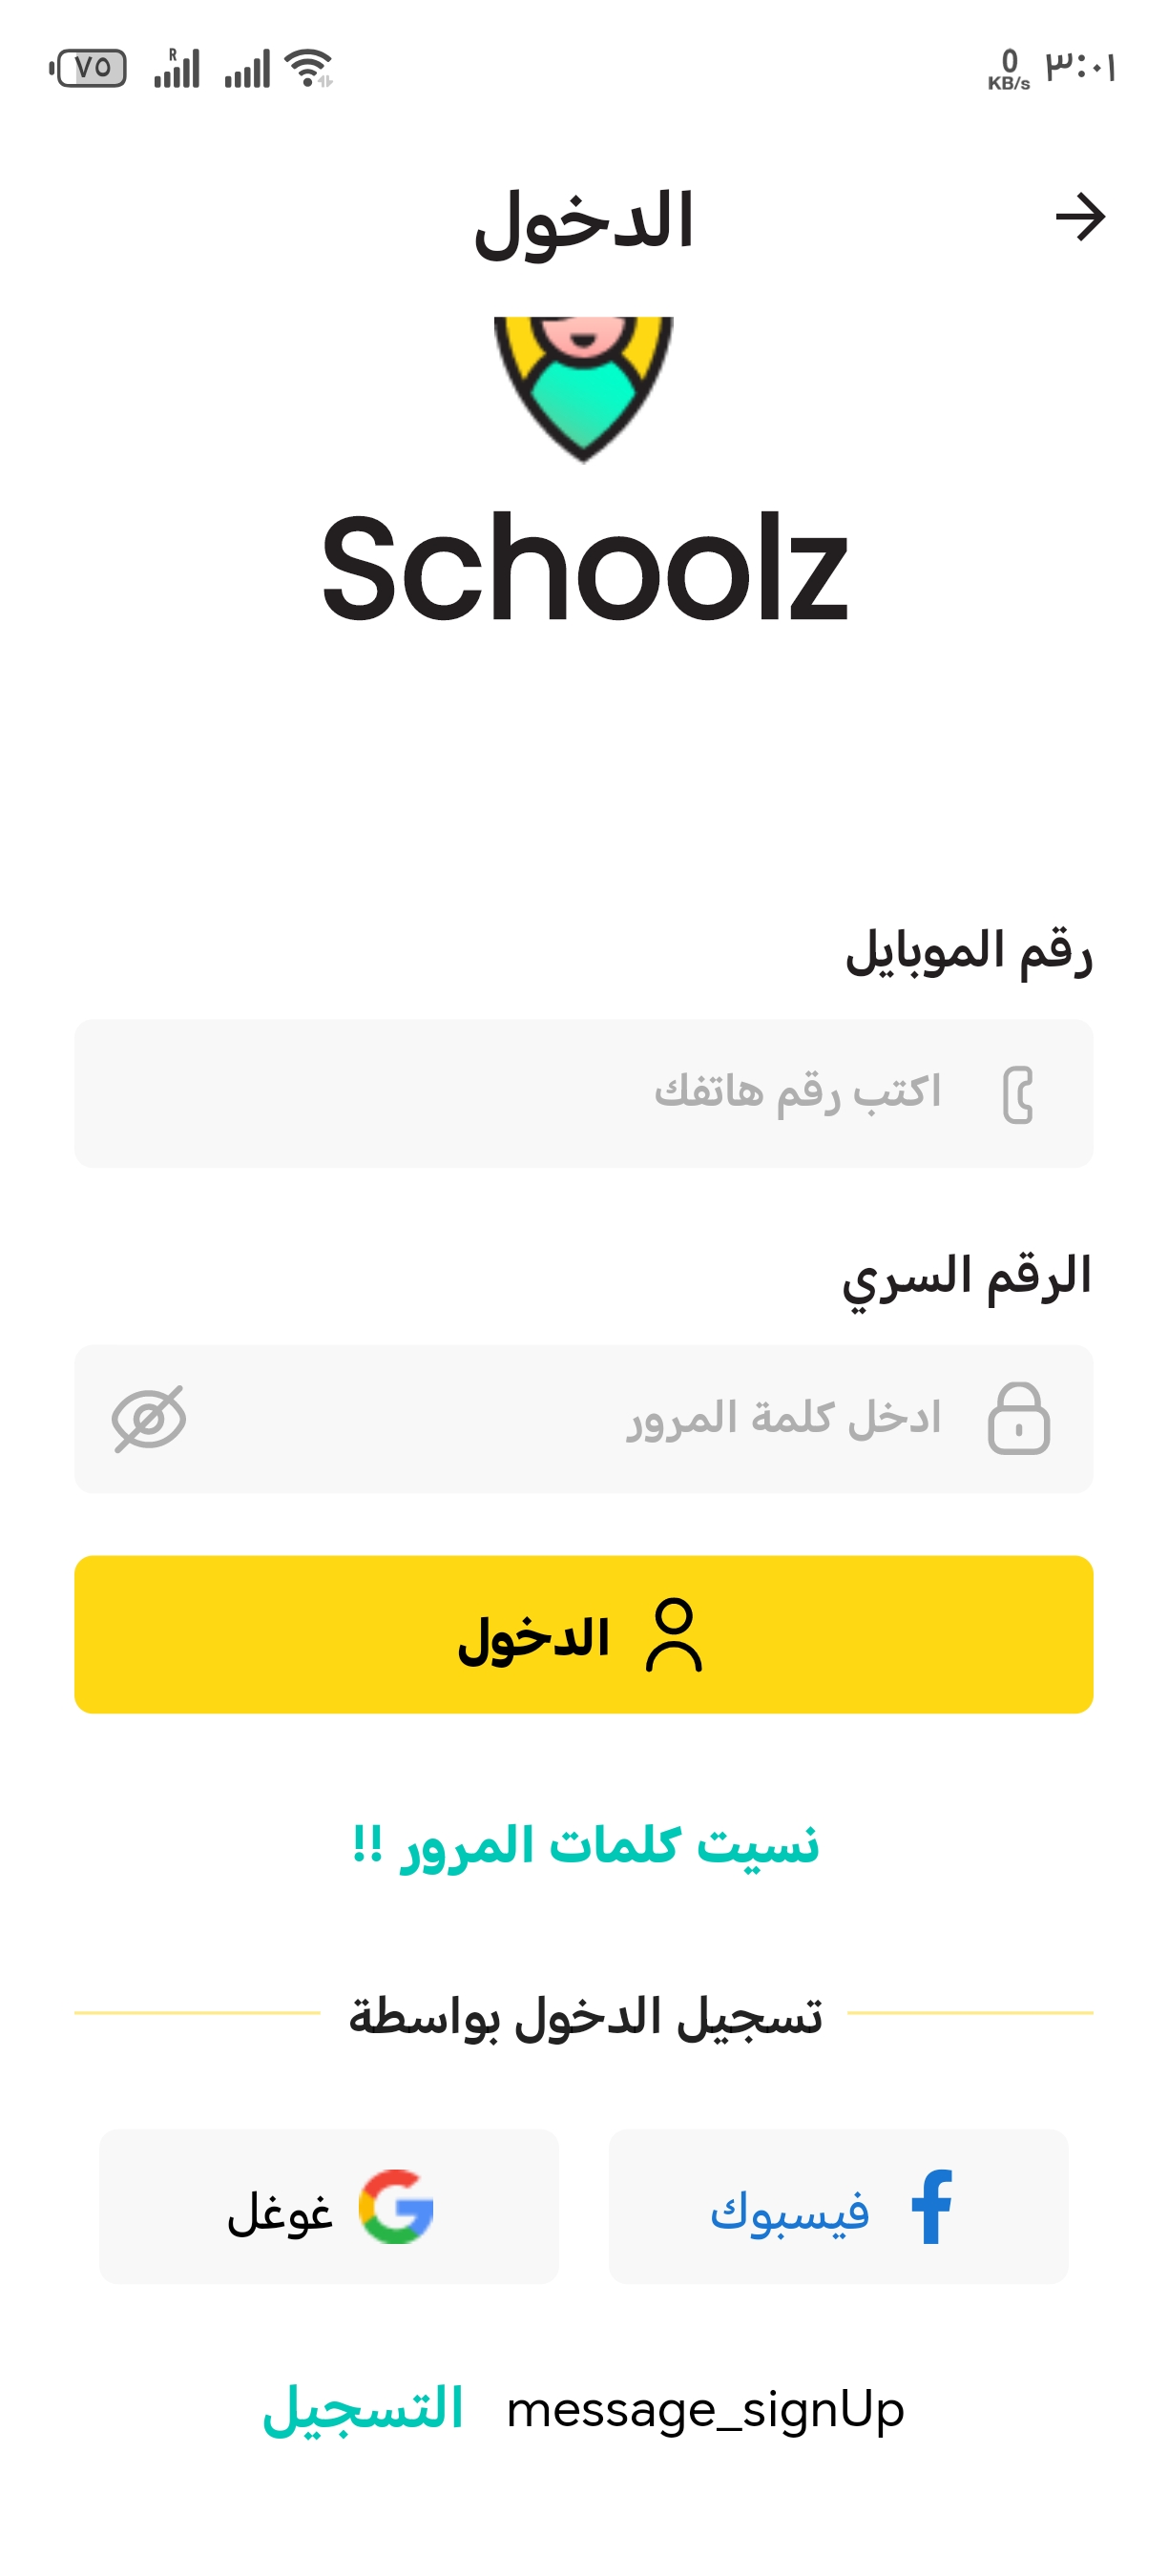 ٣:٠١ 0 KB/s R ٧٥
الدخول
Schoolz
رقم الموبايل
اكتب رقم هاتفك
الرقم السري
ادخل كلمة المرور
الدخول
نسيت كلمات المرور !!
تسجيل الدخول بواسطة
فيسبوك
غوغل
message_signUp التسجيل